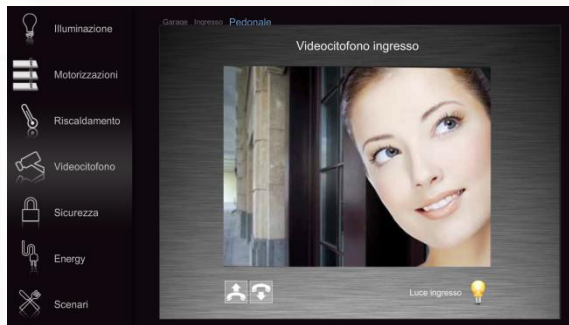 Garage Ingresso Pedonale
Videocitofono ingresso
Illuminazione
Motorizzazioni
Riscaldamento
Videocitofono
Sicurezza
Energy
Scenari
Luce ingresso